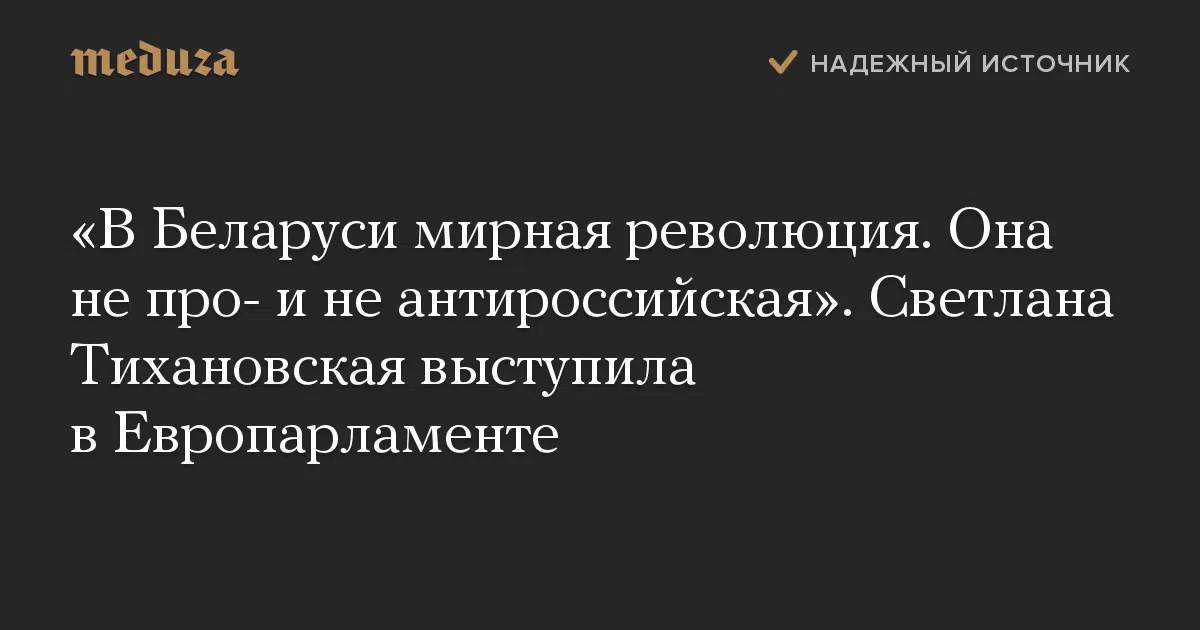 meduza
НАДЕЖНЫЙ ИСТОЧНИК
«В Беларуси мирная революция. Она
не про- и не антироссийская». Светлана
Тихановская выступила
в Европарламенте